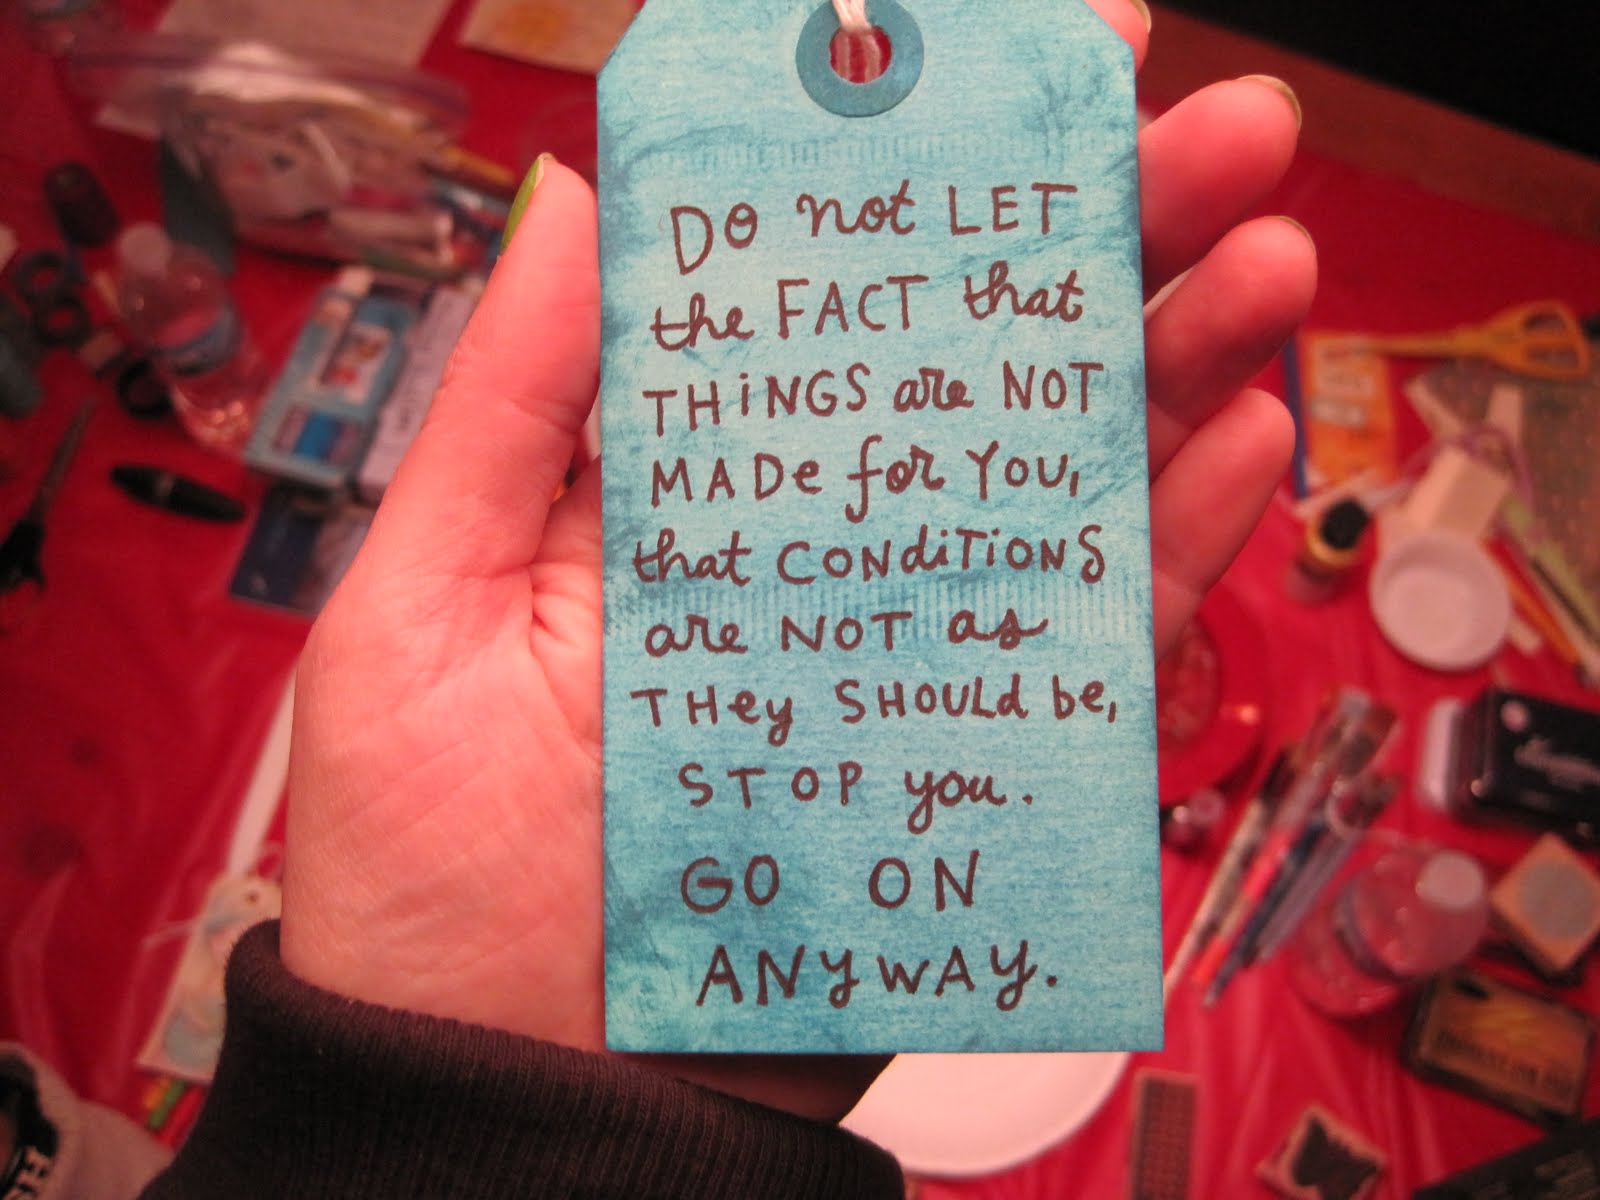 Do not LET
the FACT that
THiNGS are NOT
MADe for YOU,
that CONdiTiONS
are NOT as
THey SHOULd be,
STOP you.
GO ON
ANyWAY.